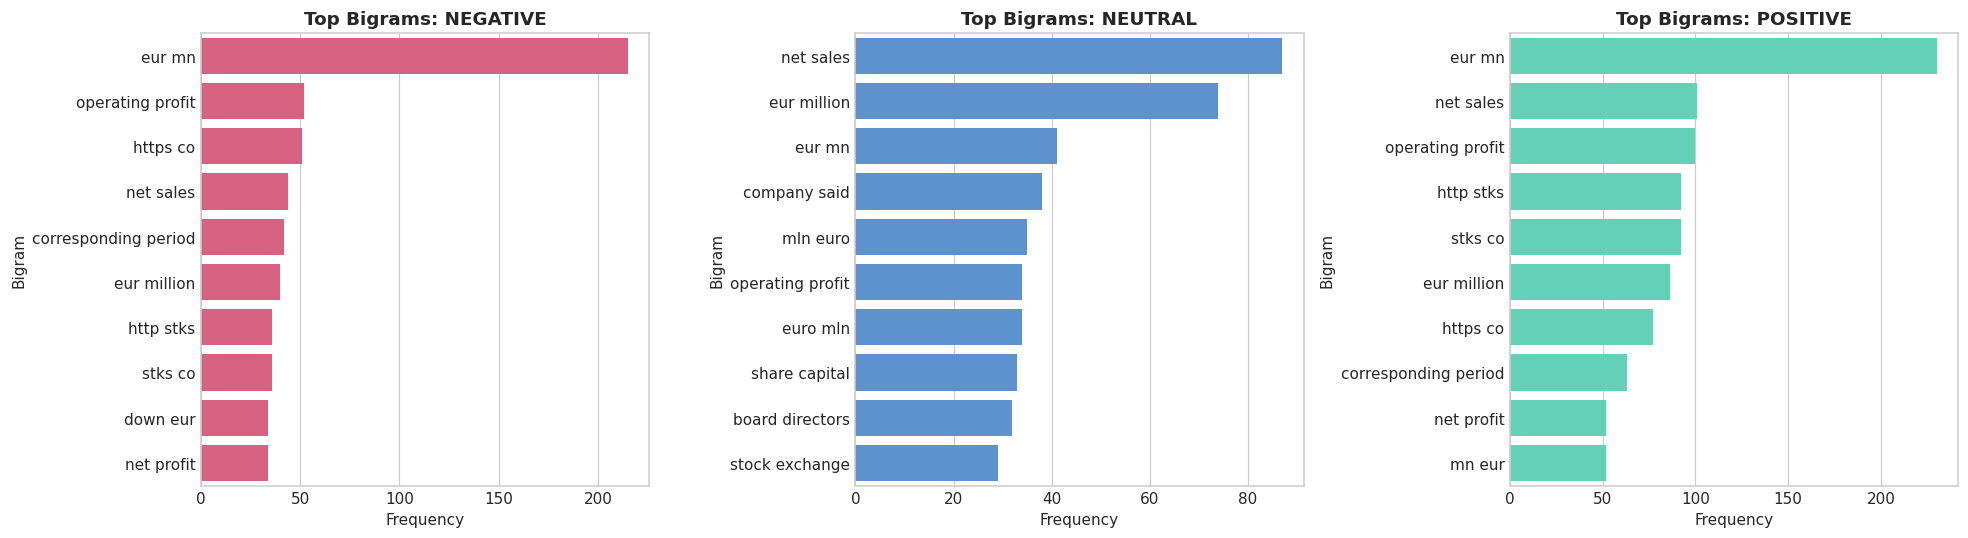 Top Bigrams: NEGATIVE
eur mn
operating profit
https co
net sales
corresponding period
eur million
http stks
stks co
down eur
net profit
Bigram
0 50 100 150 200
Frequency
Top Bigrams: NEUTRAL
net sales
eur million
eur mn
company said
mln euro
operating profit
euro mln
share capital
board directors
stock exchange
Bigram
0 20 40 60 80
Frequency
Top Bigrams: POSITIVE
eur mn
net sales
operating profit
http stks
stks co
eur million
https co
corresponding period
net profit
mn eur
Bigram
0 50 100 150 200
Frequency